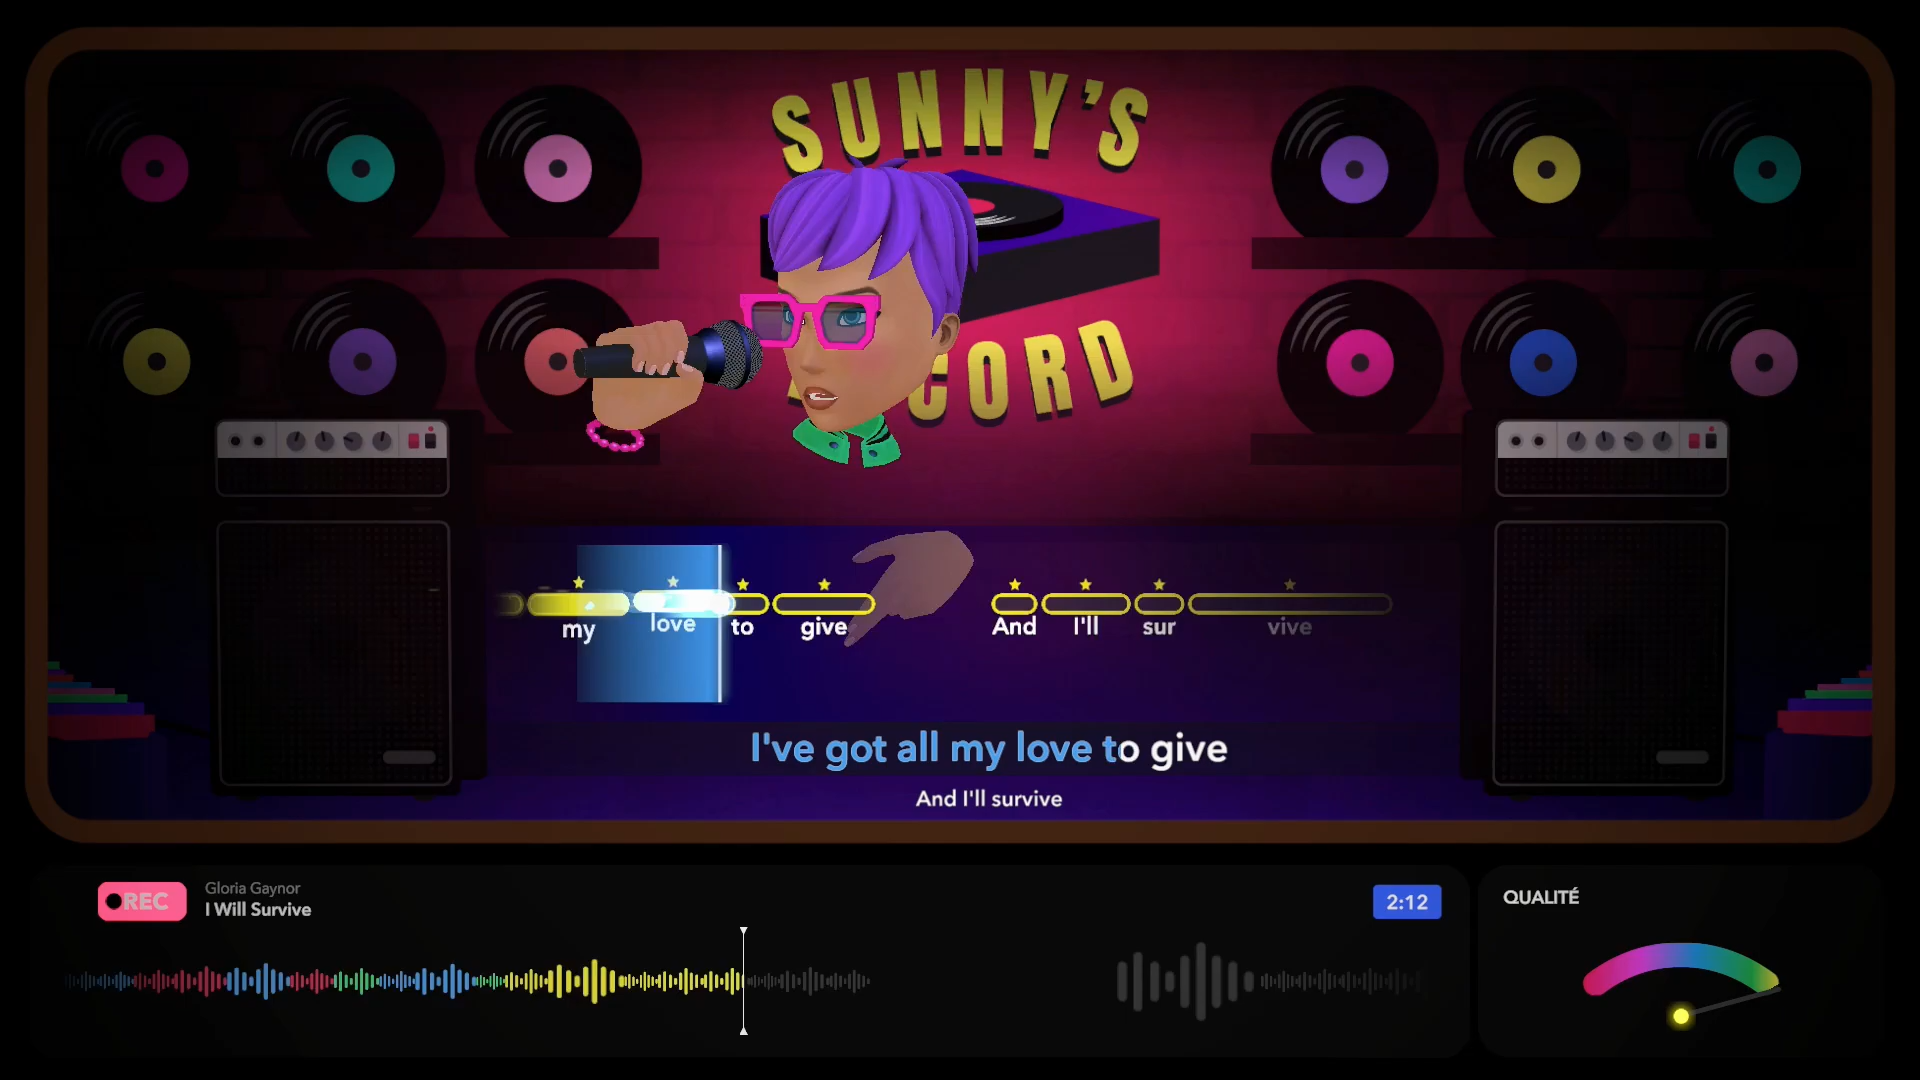 SUNNY'S
CORD
my love to give And I'll sur vive
I've got all my love to give
And I'll survive
REC
Gloria Gaynor
I Will Survive
2:12
QUALITÉ